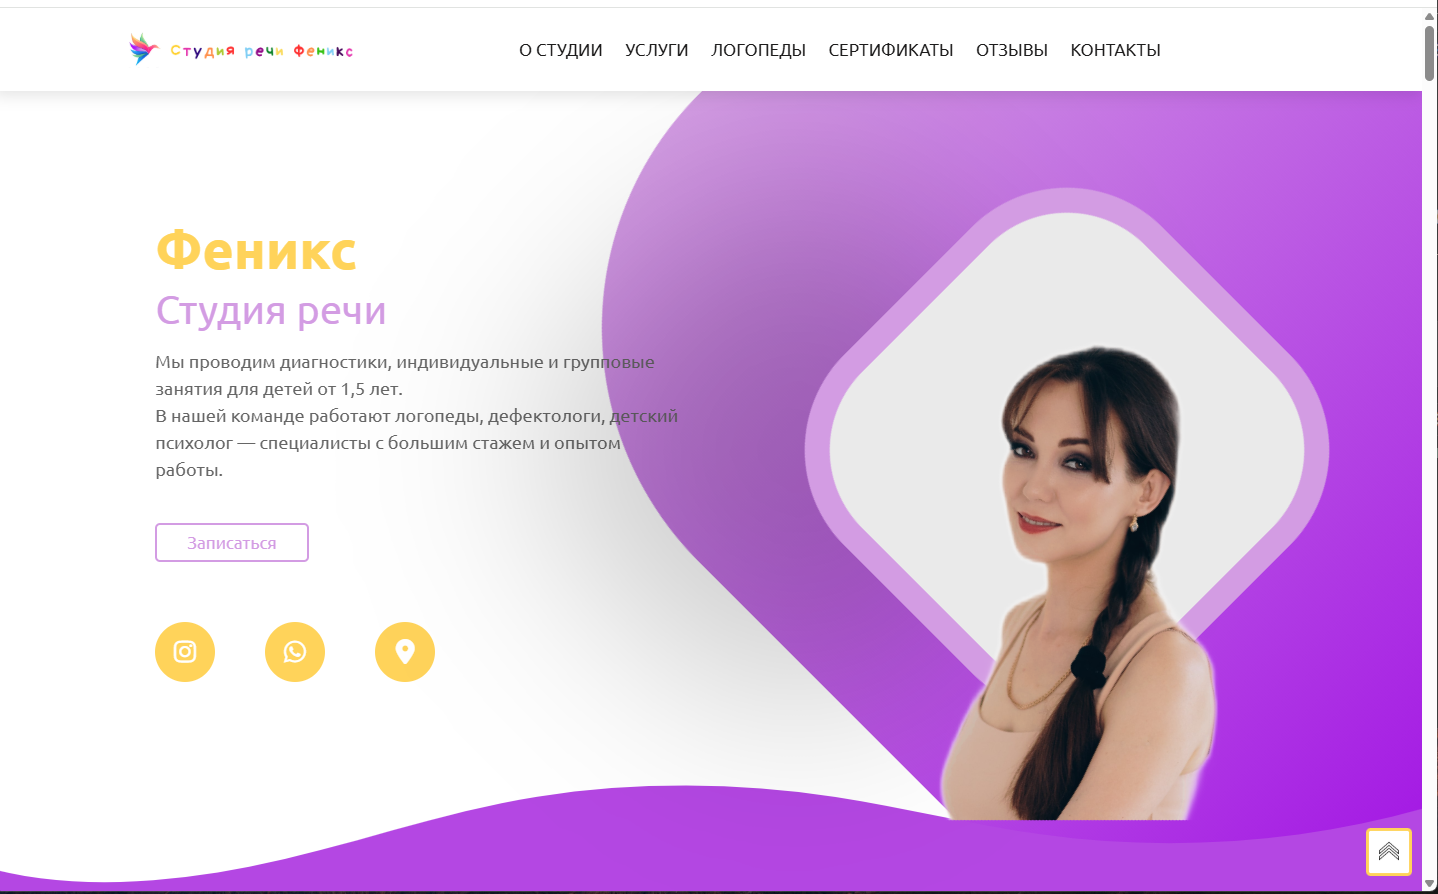 Студия речи Феникс
О СТУДИИ УСЛУГИ ЛОГОПЕДЫ СЕРТИФИКАТЫ ОТЗЫВЫ КОНТАКТЫ
Феникс
Студия речи
Мы проводим диагностики, индивидуальные и групповые
занятия для детей от 1,5 лет.
В нашей команде работают логопеды, дефектологи, детский
психолог — специалисты с большим стажем и опытом
работы.
Записаться